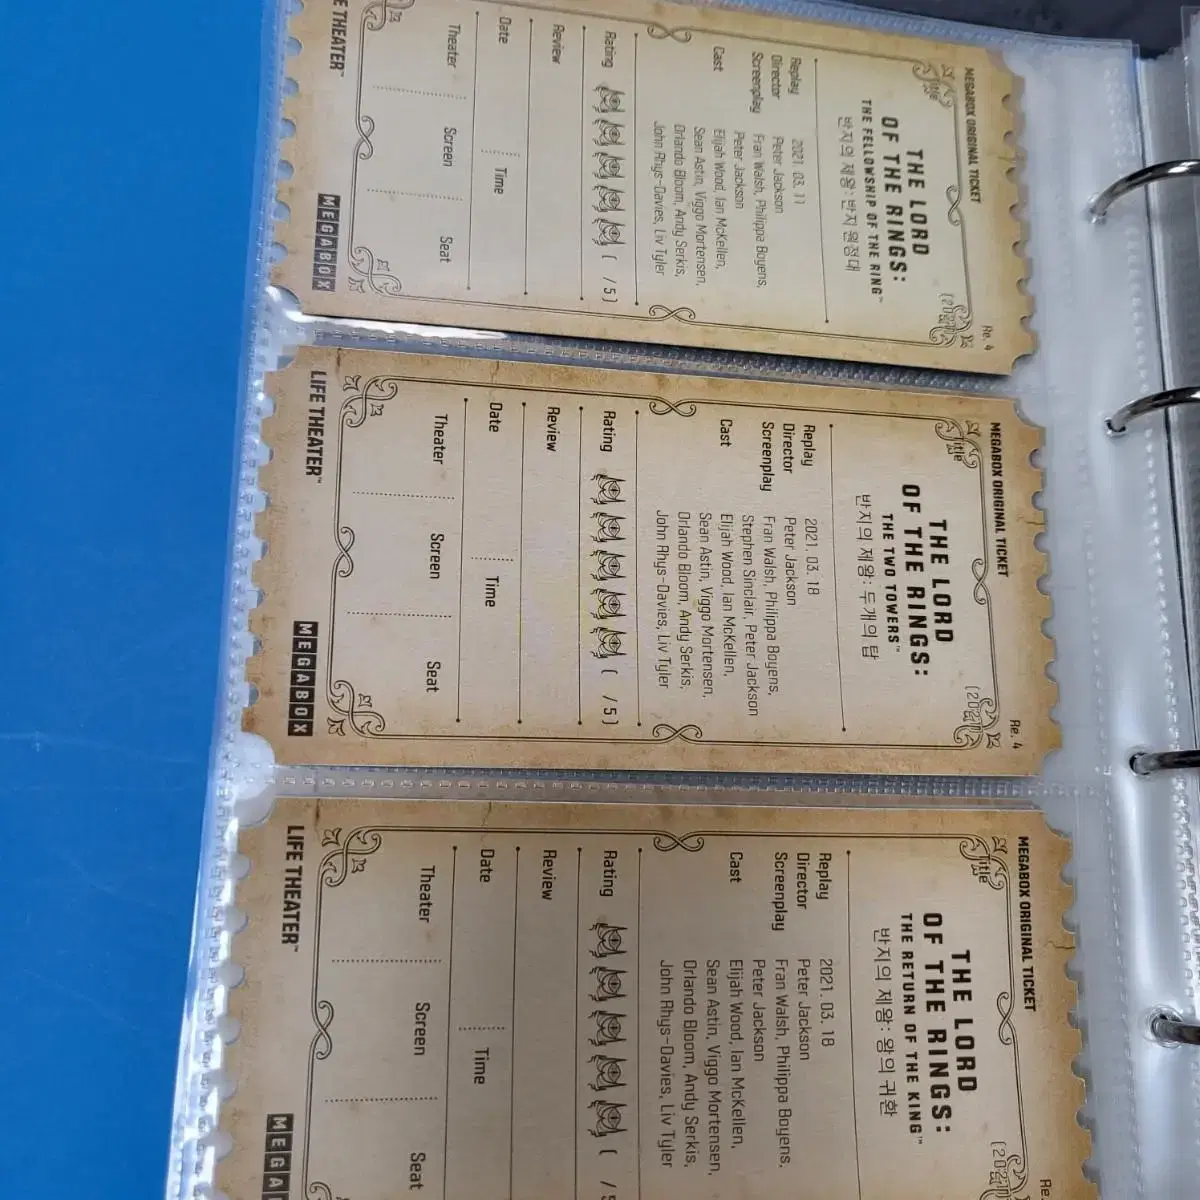 MEGABOX ORIGINAL TICKET
Re. 4
Title
THE LORD
OF THE RINGS:
THE FELLOWSHIP OF THE RING™
반지의 제왕: 반지 원정대
(2021)
Replay 2021. 03. 11
Director Peter Jackson
Screenplay Fran Walsh, Philippa Boyens,
Peter Jackson
Cast Elijah Wood, Ian McKellen,
Sean Astin, Viggo Mortensen,
Orlando Bloom, Andy Serkis,
John Rhys-Davies, Liv Tyler
Rating ( / 5)
Review
Date Time
Theater Screen Seat
E THEATER™
MEGABOX
MEGABOX ORIGINAL TICKET
Re. 4
Title
THE LORD
OF THE RINGS:
THE TWO TOWERS™
반지의 제왕: 두개의 탑
(2021)
Replay 2021. 03. 18
Director Peter Jackson
Screenplay Fran Walsh, Philippa Boyens,
Stephen Sinclair, Peter Jackson
Cast Elijah Wood, Ian McKellen,
Sean Astin, Viggo Mortensen,
Orlando Bloom, Andy Serkis,
John Rhys-Davies, Liv Tyler
Rating ( / 5)
Review
Date Time
Theater Screen Seat
LIFE THEATER™
MEGABOX
MEGABOX ORIGINAL TICKET
Re.
Title
THE LORD
OF THE RINGS:
THE RETURN OF THE KING™
반지의 제왕: 왕의 귀환
(2021)
Replay 2021. 03. 18
Director Peter Jackson
Screenplay Fran Walsh, Philippa Boyens,
Peter Jackson
Cast Elijah Wood, Ian McKellen,
Sean Astin, Viggo Mortensen,
Orlando Bloom, Andy Serkis,
John Rhys-Davies, Liv Tyler
Rating ( / 5
Review
Date Time
Theater Screen Seat
LIFE THEATER™
MEGA